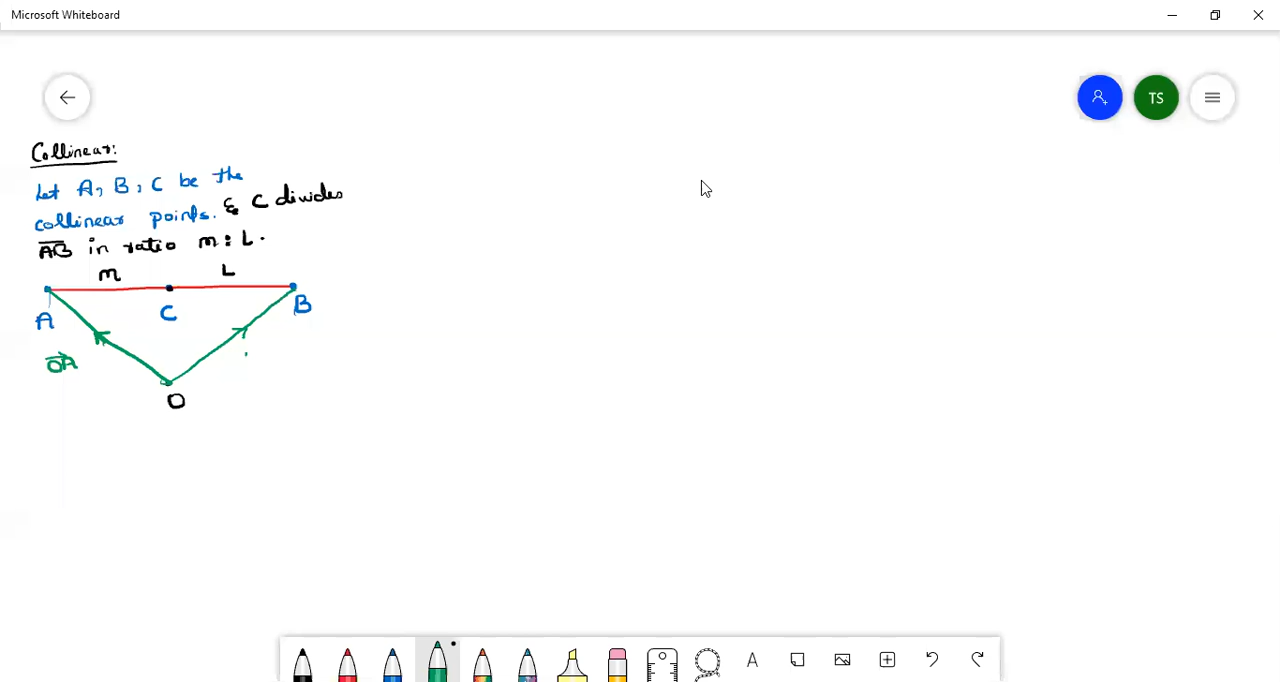 Microsoft Whiteboard
TS
Collinear:
Let A, B, C be the
collinear points. & C divides
AB in ratio m : L.
m L
A C B
OA
O
A